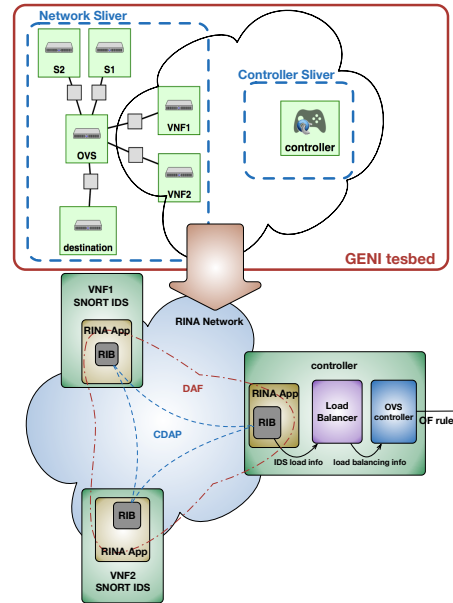 Network Sliver
S2
S1
Controller Sliver
VNF1
OVS
controller
VNF2
destination
GENI tesbed
VNF1
SNORT IDS
RINA Network
RINA App
RIB
controller
DAF
RINA App
Load
Balancer
OVS
controller
RIB
OF rule
CDAP
IDS load info
load balancing info
RIB
RINA App
VNF2
SNORT IDS